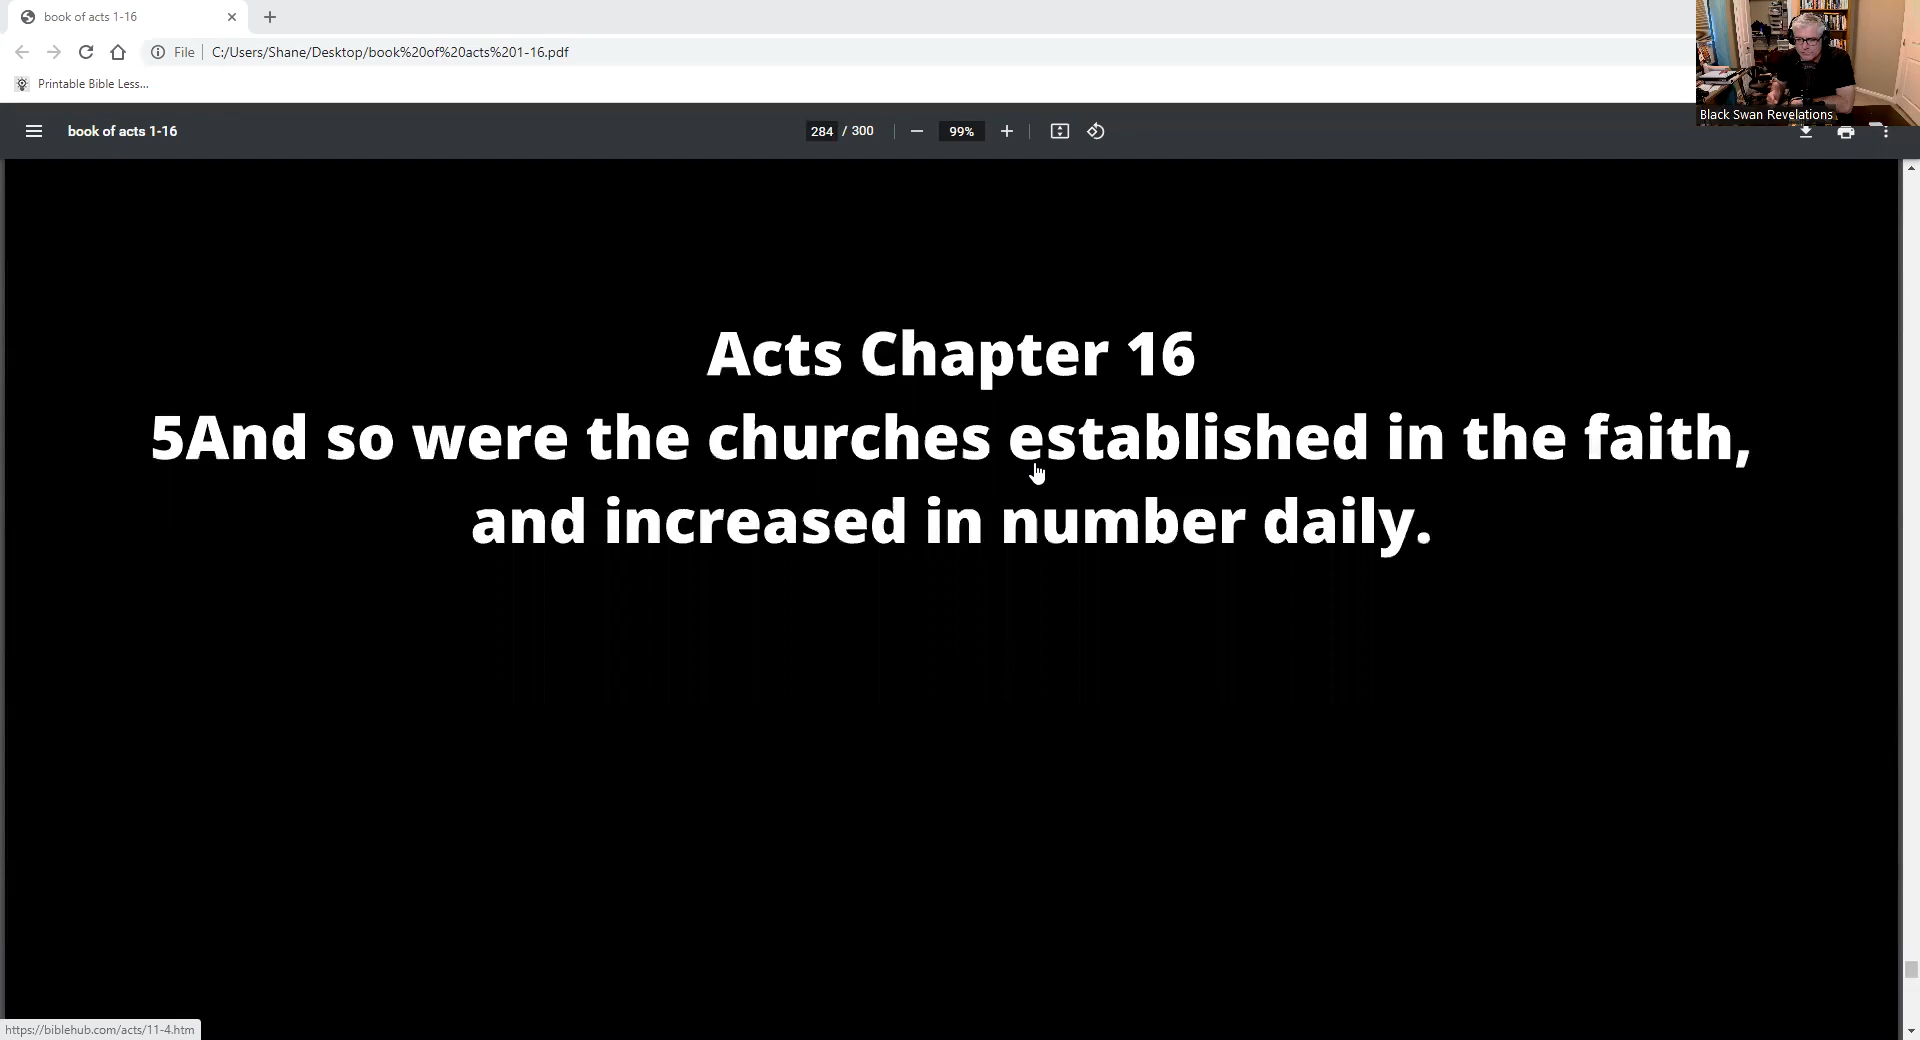 book of acts 1-16
File
C:/Users/Shane/Desktop/book%20of%20acts%201-16.pdf
Printable Bible Less...
Black Swan Revelations
book of acts 1-16
284 / 300
99%
Acts Chapter 16
5And so were the churches established in the faith,
and increased in number daily.
https://biblehub.com/acts/11-4.htm